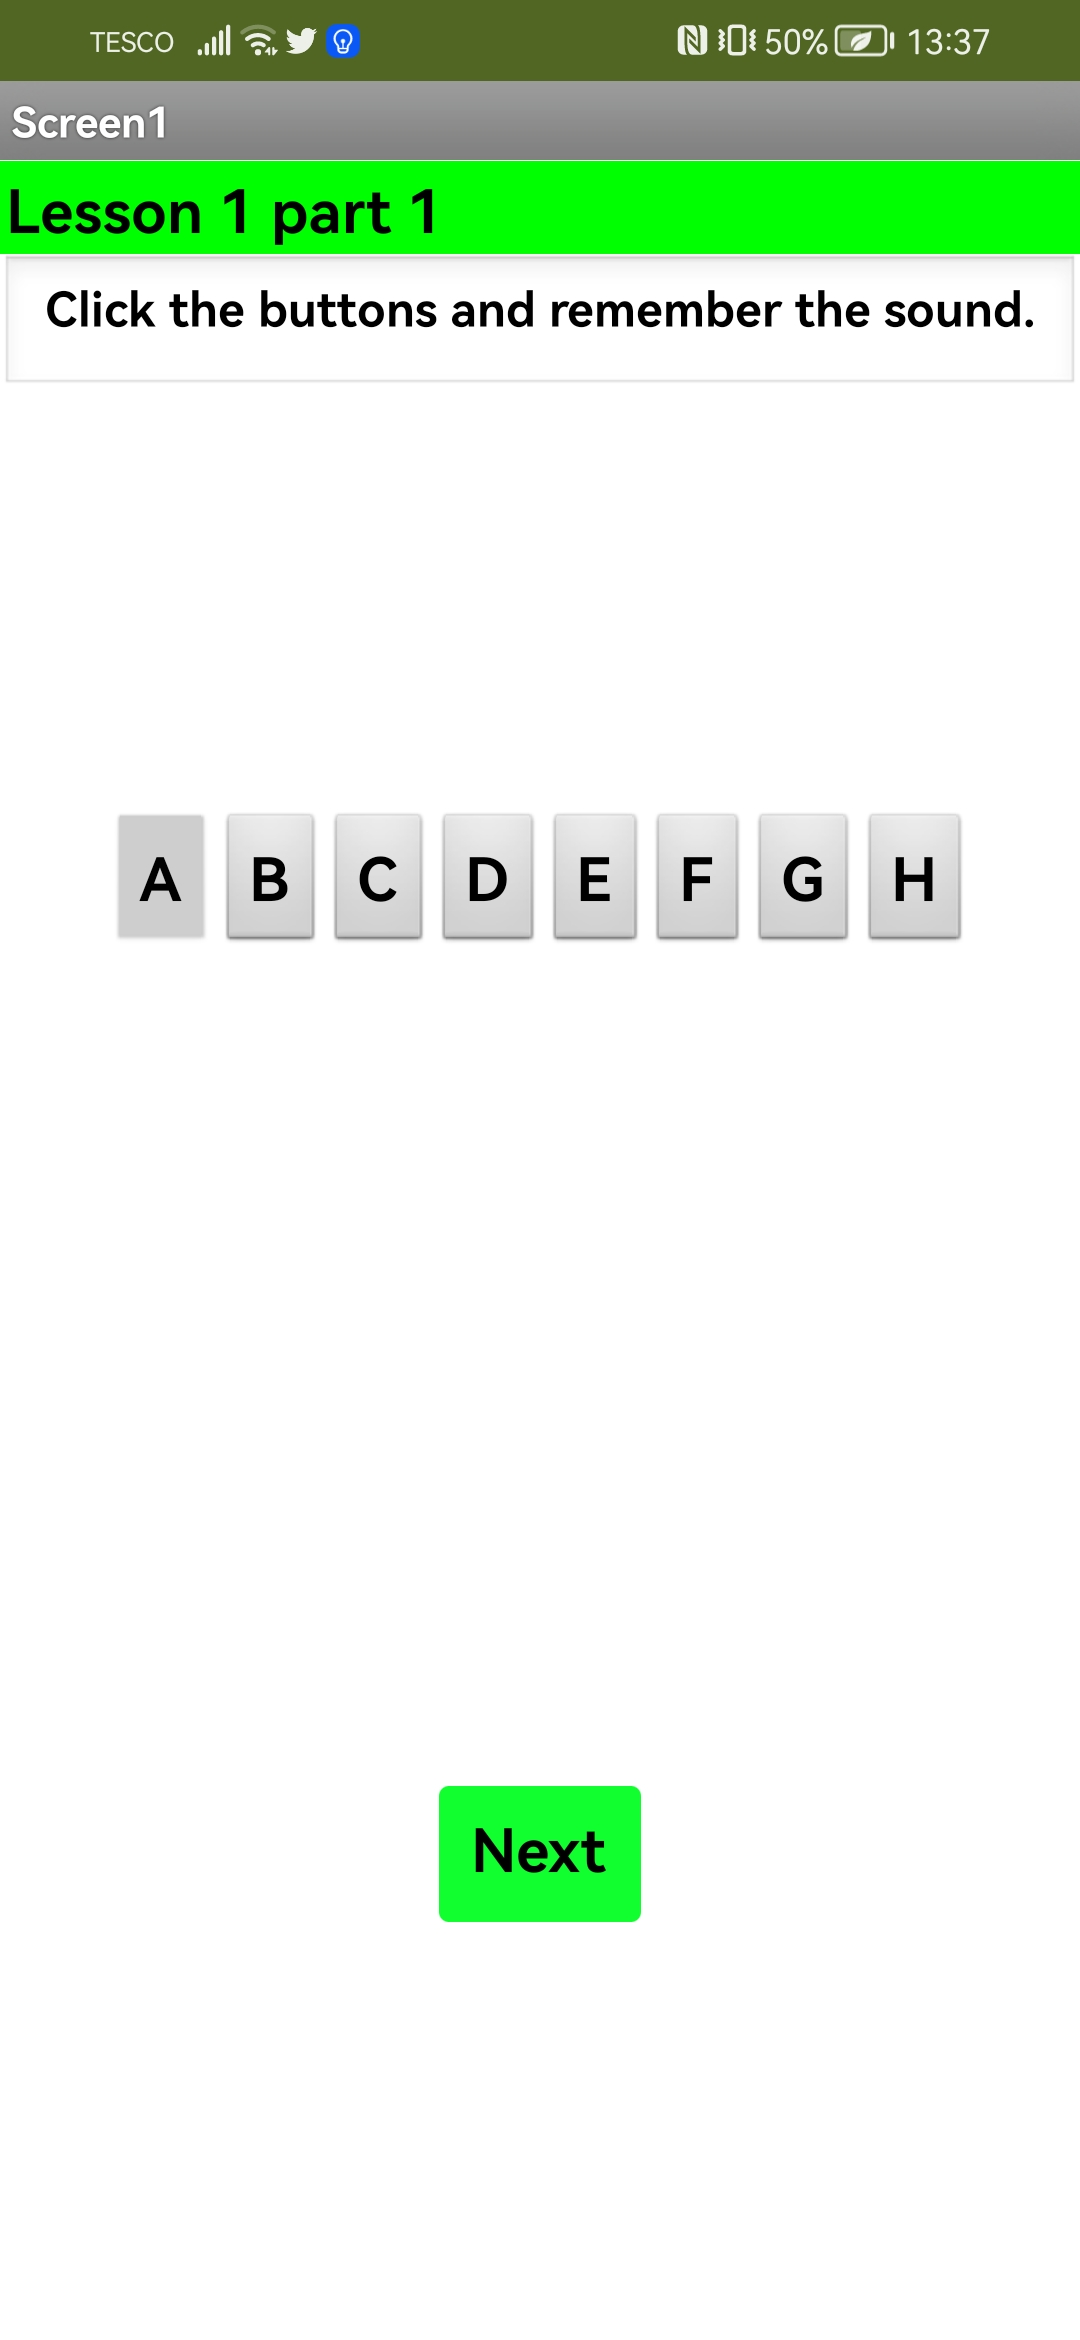 TESCO 50% 13:37
Screen1
Lesson 1 part 1
Click the buttons and remember the sound.
A B C D E F G H
Next